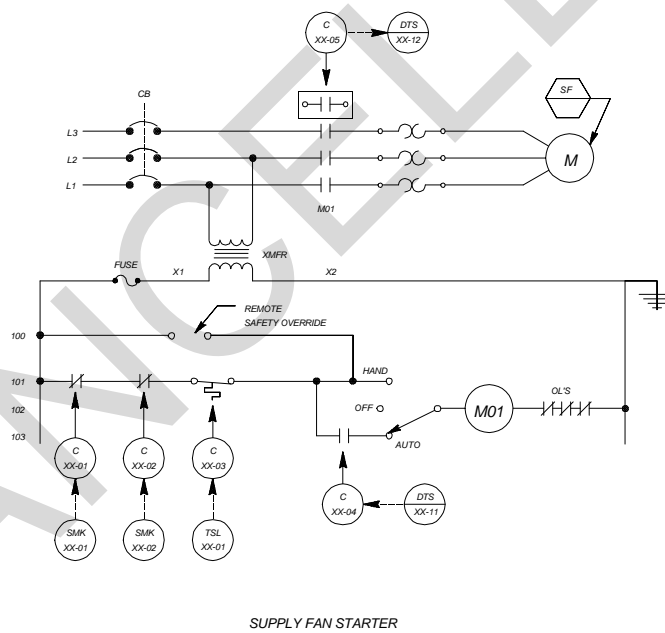 C
XX-05
DTS
XX-12
CB
SF
L3
L2
L1
M
M01
XMFR
FUSE
X1
X2
REMOTE
SAFETY OVERRIDE
100
101
102
103
HAND
OFF
AUTO
M01
OL'S
C
XX-01
C
XX-02
C
XX-03
C
XX-04
DTS
XX-11
SMK
XX-01
SMK
XX-02
TSL
XX-01
SUPPLY FAN STARTER